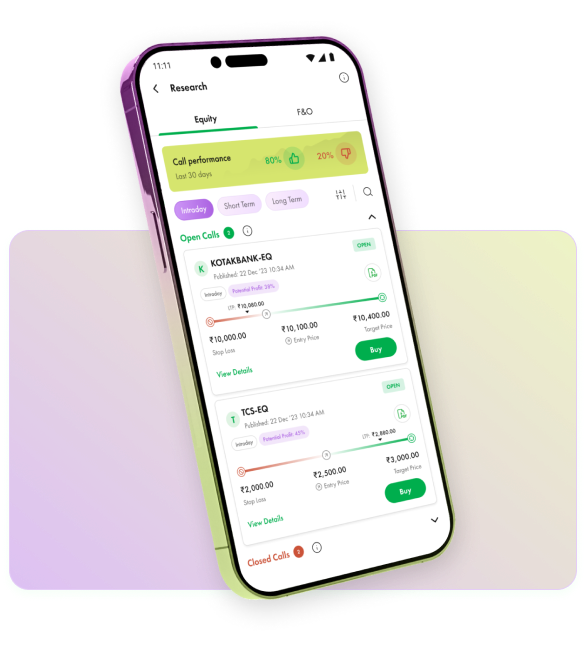 11:11
Research
Equity
F&O
Call performance
Last 30 days
80%
20%
Intraday
Short Term
Long Term
Open Calls 2
K
KOTAKBANK-EQ
OPEN
Published: 22 Dec '23 10:34 AM
Intraday
Potential Profit: 28%
LTP: ₹10,080.00
₹10,000.00
₹10,100.00
₹10,400.00
Stop Loss
Entry Price
Target Price
View Details
Buy
T
TCS-EQ
OPEN
Published: 22 Dec '23 10:34 AM
Intraday
Potential Profit: 45%
LTP: ₹2,880.00
₹2,000.00
₹2,500.00
₹3,000.00
Stop Loss
Entry Price
Target Price
View Details
Buy
Closed Calls 2